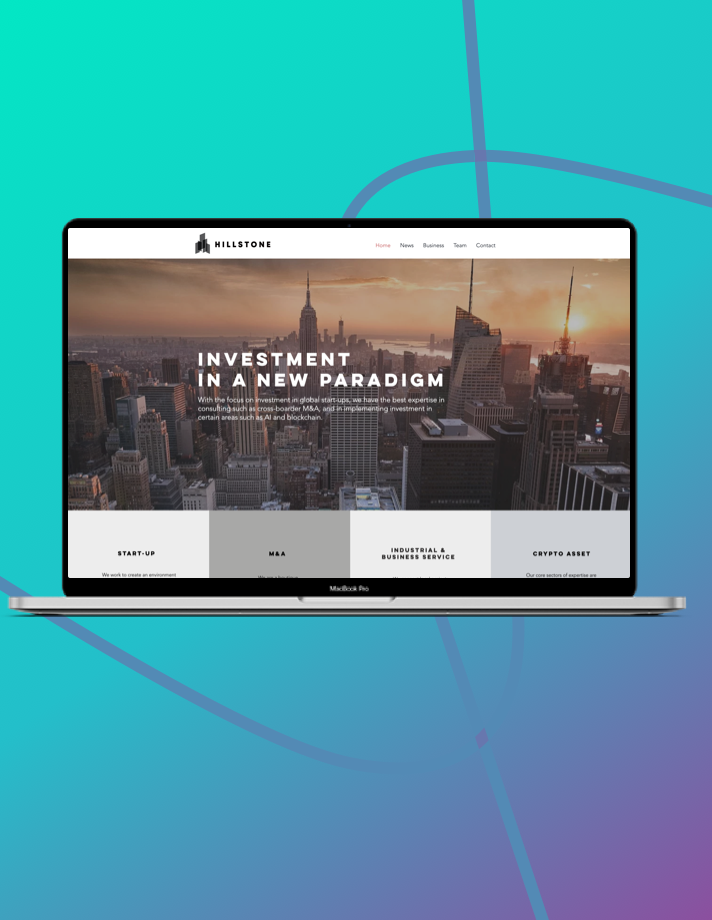 HILLSTONE
Home News Business Team Contact
INVESTMENT
IN A NEW PARADIGM
With the focus on investment in global start-ups, we have the best expertise in
consulting such as cross-boarder M&A, and in implementing investment in
certain areas such as AI and blockchain.
START-UP
M&A
INDUSTRIAL &
BUSINESS SERVICE
CRYPTO ASSET
We work to create an environment
Our core sectors of expertise are
MacBook Pro